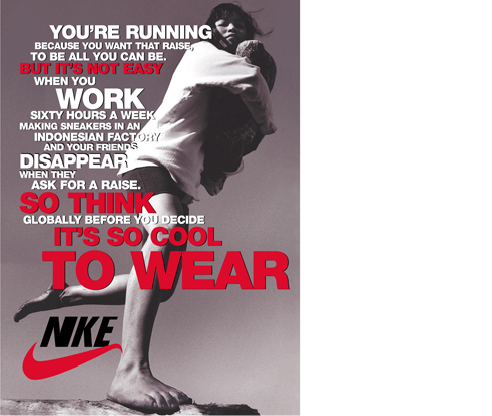 YOU'RE RUNNING
BECAUSE YOU WANT THAT RAISE,
TO BE ALL YOU CAN BE.
BUT IT'S NOT EASY
WHEN YOU
WORK
SIXTY HOURS A WEEK
MAKING SNEAKERS IN AN
INDONESIAN FACTORY
AND YOUR FRIENDS
DISAPPEAR
WHEN THEY
ASK FOR A RAISE.
SO THINK
GLOBALLY BEFORE YOU DECIDE
IT'S SO COOL
TO WEAR
NKE